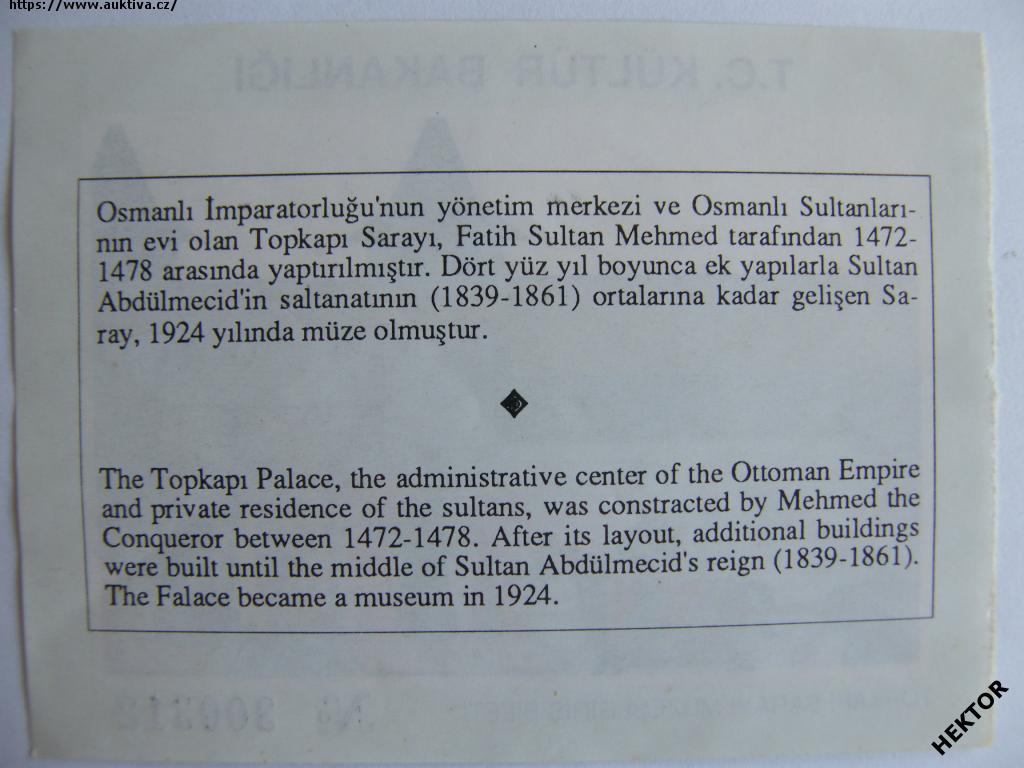 https://www.auktiva.cz/
T.C. KÜLTÜR BAKANLIĞI
Osmanlı İmparatorluğu'nun yönetim merkezi ve Osmanlı Sultanları-
nın evi olan Topkapı Sarayı, Fatih Sultan Mehmed tarafından 1472-
1478 arasında yaptırılmıştır. Dört yüz yıl boyunca ek yapılarla Sultan
Abdülmecid'in saltanatının (1839-1861) ortalarına kadar gelişen Sa-
ray, 1924 yılında müze olmuştur.
The Topkapı Palace, the administrative center of the Ottoman Empire
and private residence of the sultans, was constracted by Mehmed the
Conqueror between 1472-1478. After its layout, additional buildings
were built until the middle of Sultan Abdülmecid's reign (1839-1861).
The Falace became a museum in 1924.
HEKTOR